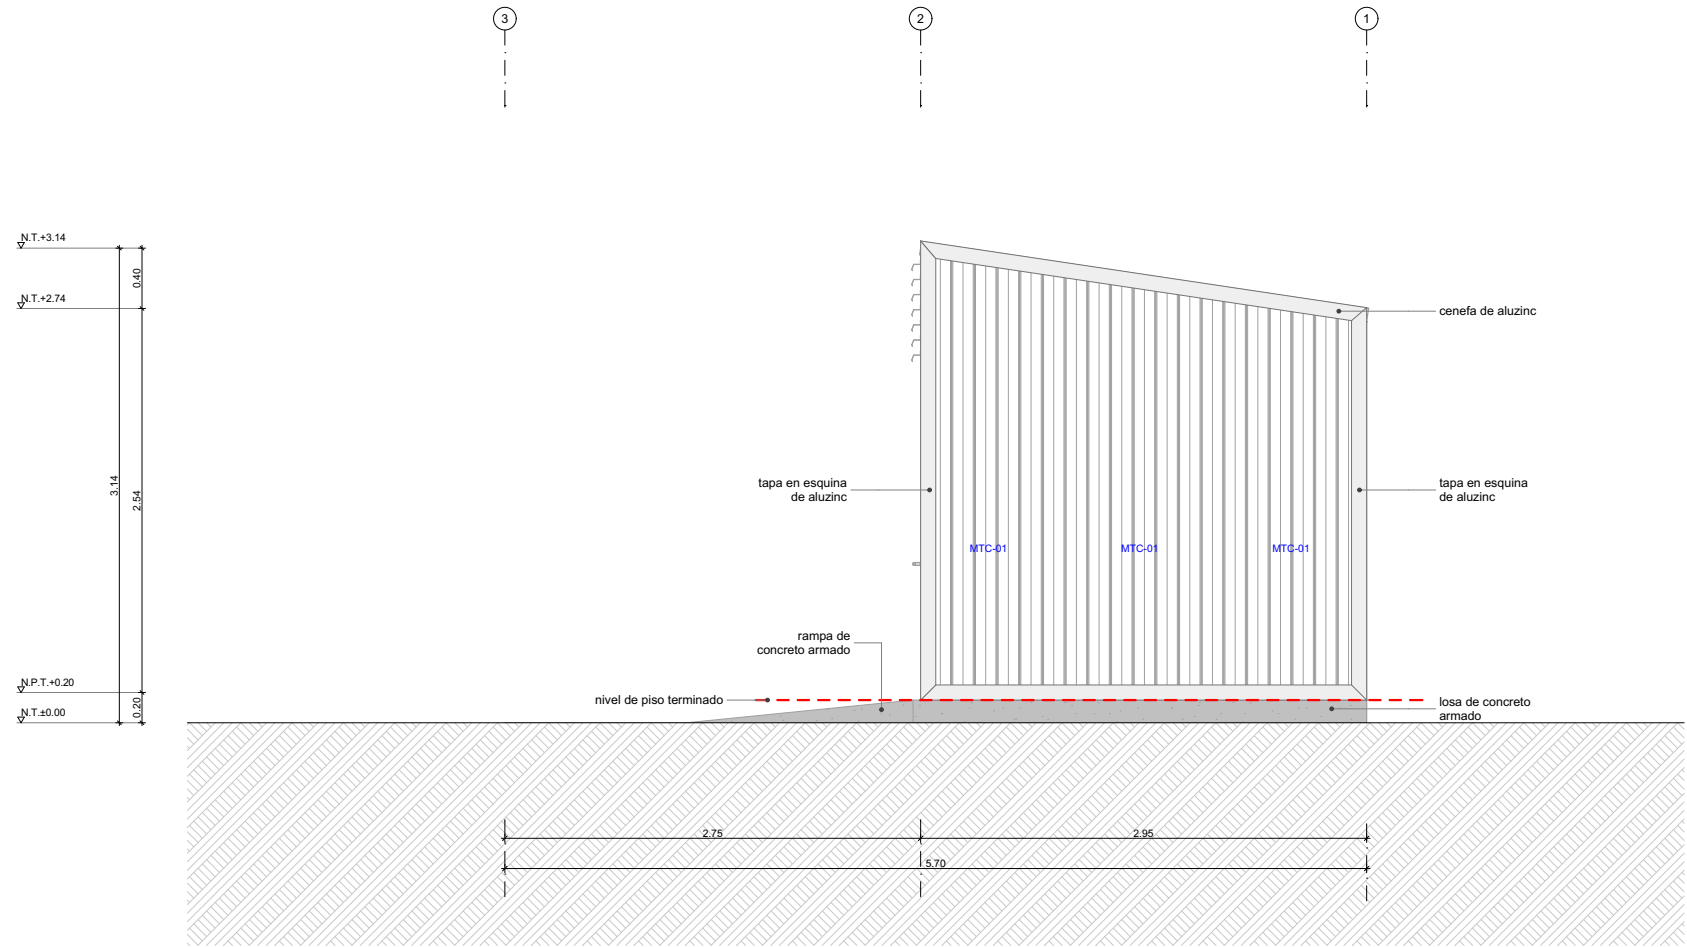 3
2
1
N.T.+3.14
0.40
N.T.+2.74
cenefa de aluzinc
3.14
2.54
tapa en esquina
de aluzinc
tapa en esquina
de aluzinc
MTC-01
MTC-01
MTC-01
rampa de
concreto armado
N.P.T.+0.20
nivel de piso terminado
losa de concreto
armado
0.20
N.T.±0.00
2.75
2.95
5.70